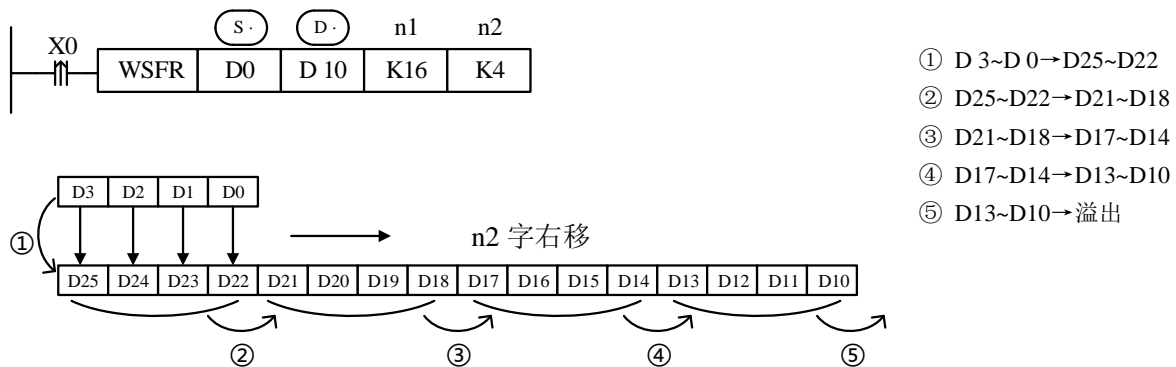 S · D · n1 n2
X0
WSFR D0 D 10 K16 K4
① D 3~D 0→D25~D22
② D25~D22→D21~D18
③ D21~D18→D17~D14
④ D17~D14→D13~D10
⑤ D13~D10→溢出
D3 D2 D1 D0
①
n2 字右移
D25 D24 D23 D22 D21 D20 D19 D18 D17 D16 D15 D14 D13 D12 D11 D10
② ③ ④ ⑤